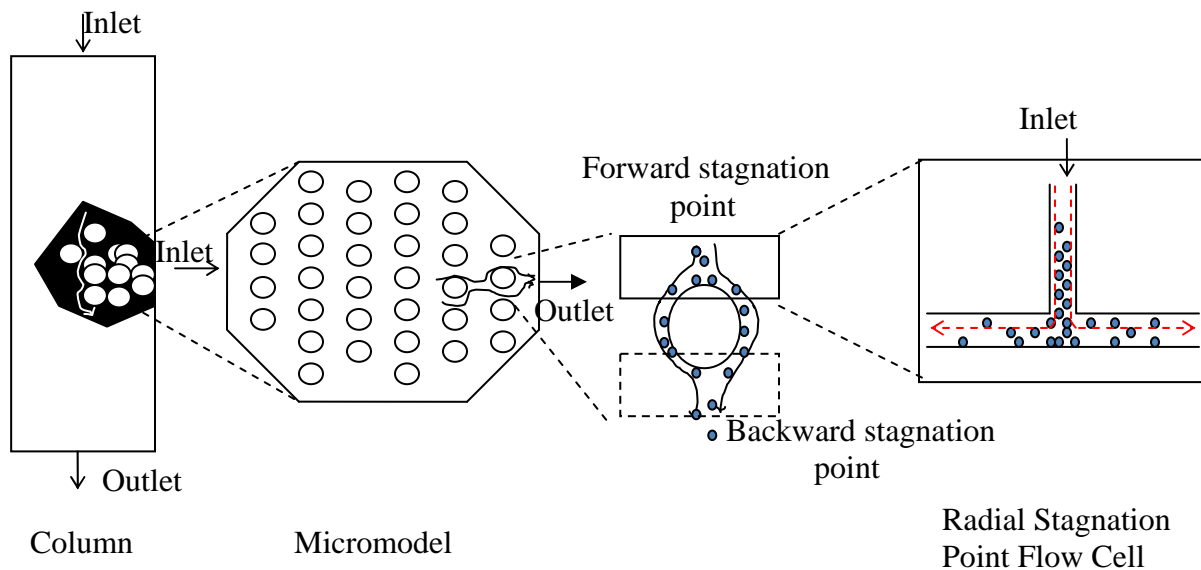 Inlet
Inlet
Outlet
Column
Outlet
Micromodel
Forward stagnation
point
Backward stagnation
point
Inlet
Radial Stagnation
Point Flow Cell